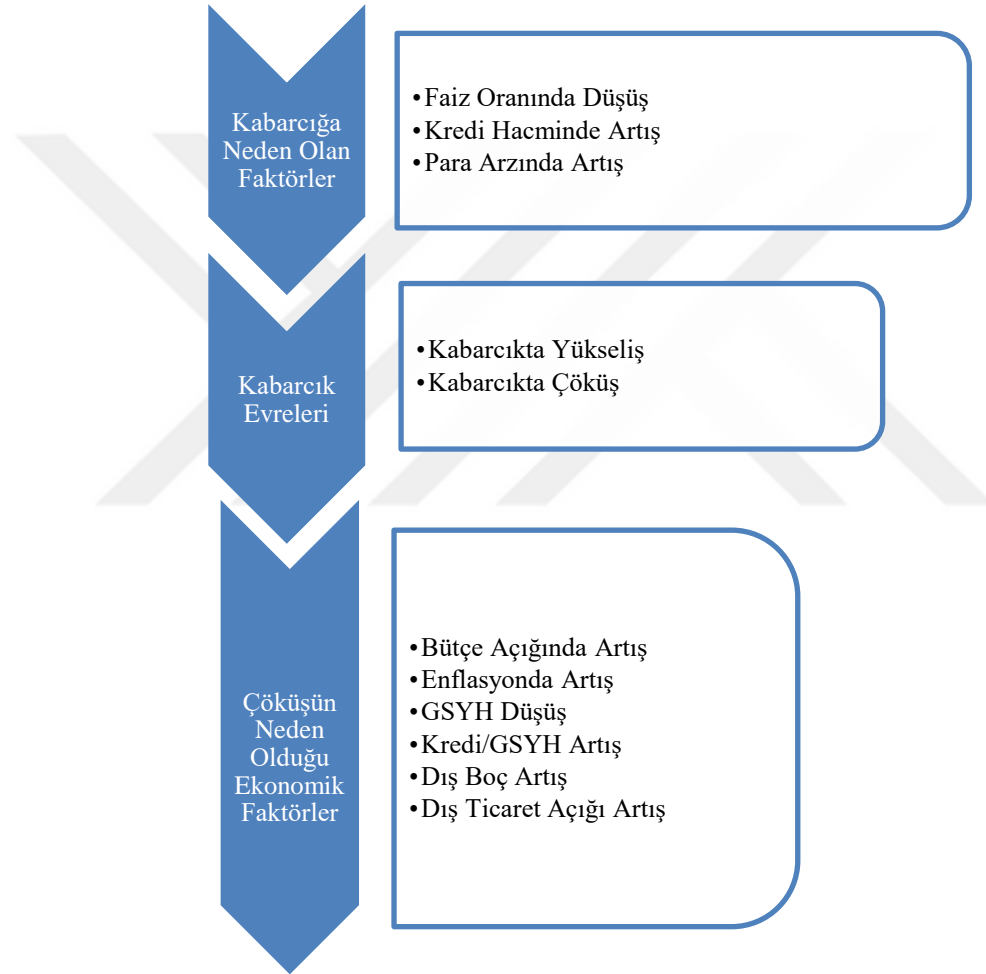 Kabarcığa
Neden Olan
Faktörler
•Faiz Oranında Düşüş
•Kredi Hacminde Artış
•Para Arzında Artış
Kabarcık
Evreleri
•Kabarcıkta Yükseliş
•Kabarcıkta Çöküş
Çöküşün
Neden
Olduğu
Ekonomik
Faktörler
•Bütçe Açığında Artış
•Enflasyonda Artış
•GSYH Düşüş
•Kredi/GSYH Artış
•Dış Boç Artış
•Dış Ticaret Açığı Artış